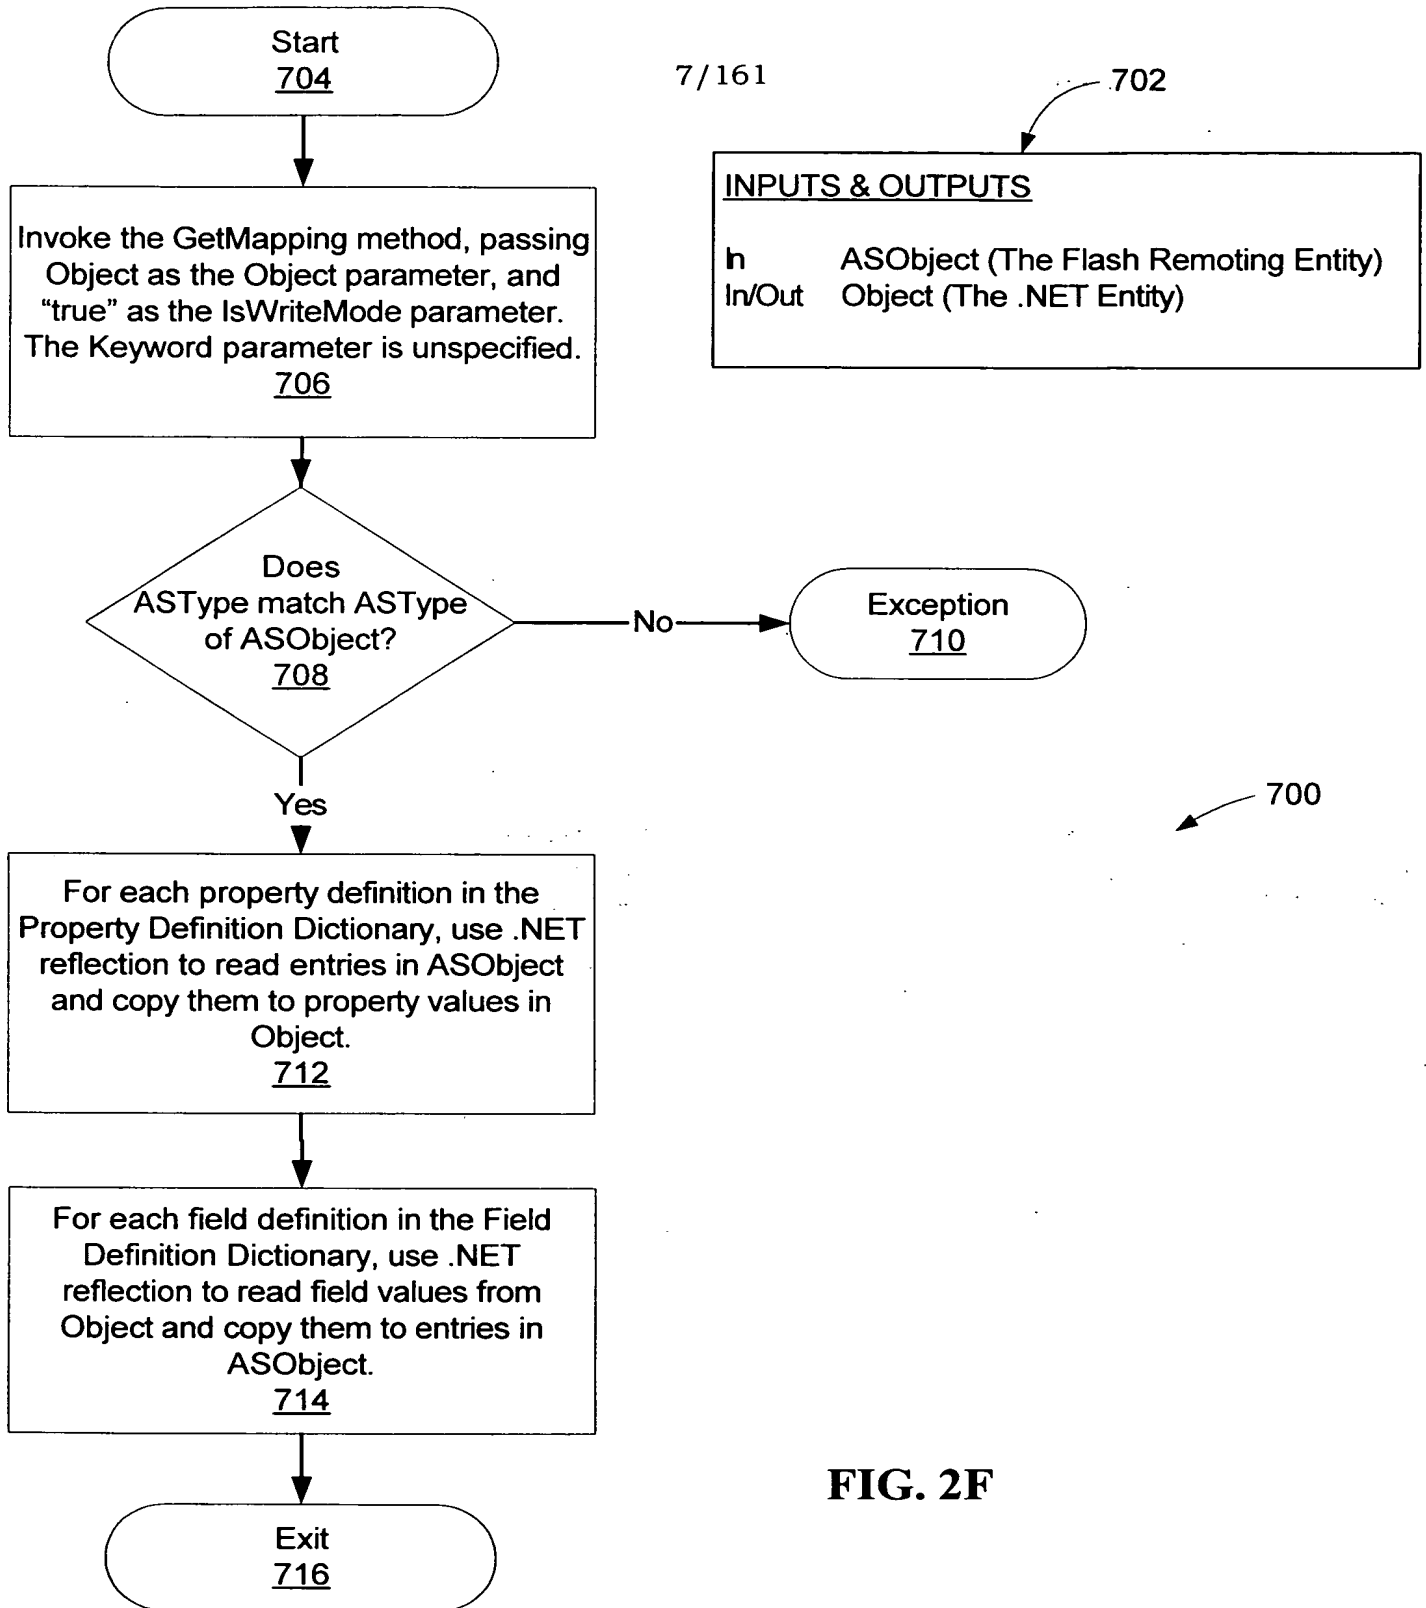 7/161
Start
704
702
INPUTS & OUTPUTS
In ASObject (The Flash Remoting Entity)
In/Out Object (The .NET Entity)
Invoke the GetMapping method, passing
Object as the Object parameter, and
“true” as the IsWriteMode parameter.
The Keyword parameter is unspecified.
706
Does
ASType match ASType
of ASObject?
708
No
Exception
710
Yes
700
For each property definition in the
Property Definition Dictionary, use .NET
reflection to read entries in ASObject
and copy them to property values in
Object.
712
For each field definition in the Field
Definition Dictionary, use .NET
reflection to read field values from
Object and copy them to entries in
ASObject.
714
Exit
716
FIG. 2F